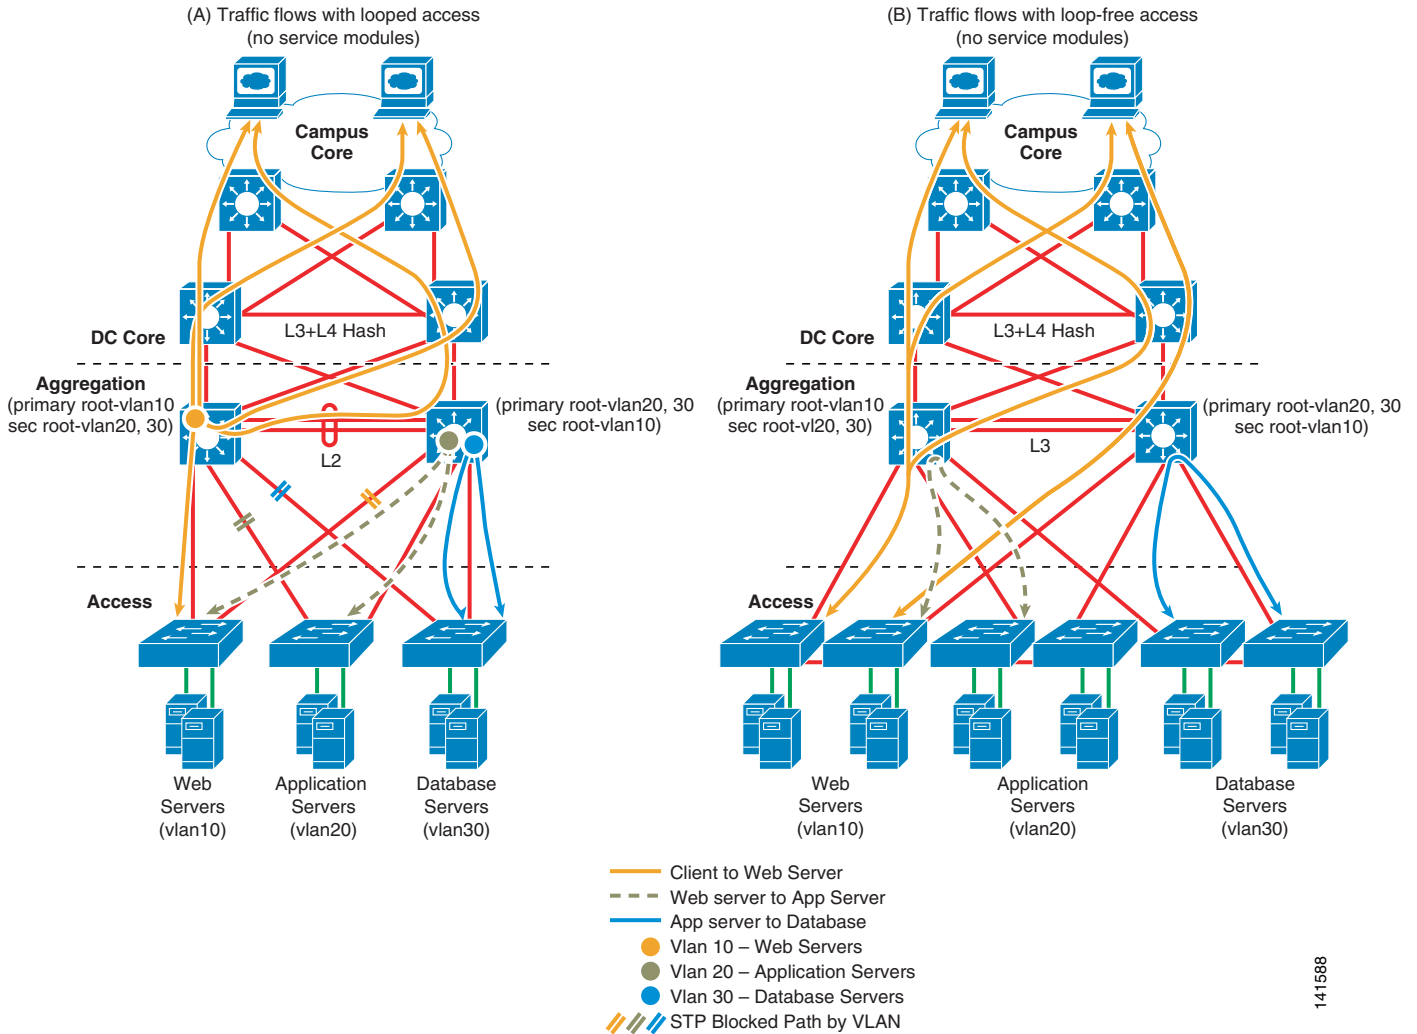 (A) Traffic flows with looped access
(no service modules)
(B) Traffic flows with loop-free access
(no service modules)
Campus
Core
Campus
Core
L3+L4 Hash
DC Core
L3+L4 Hash
DC Core
Aggregation
(primary root-vlan10
sec root-vlan20, 30)
(primary root-vlan20, 30
sec root-vlan10)
L2
Aggregation
(primary root-vlan10
sec root-vl20, 30)
(primary root-vlan20, 30
sec root-vlan10)
L3
Access
Access
Web
Servers
(vlan10)
Application
Servers
(vlan20)
Database
Servers
(vlan30)
Web
Servers
(vlan10)
Application
Servers
(vlan20)
Database
Servers
(vlan30)
Client to Web Server
Web server to App Server
App server to Database
Vlan 10 – Web Servers
Vlan 20 – Application Servers
Vlan 30 – Database Servers
STP Blocked Path by VLAN
141588